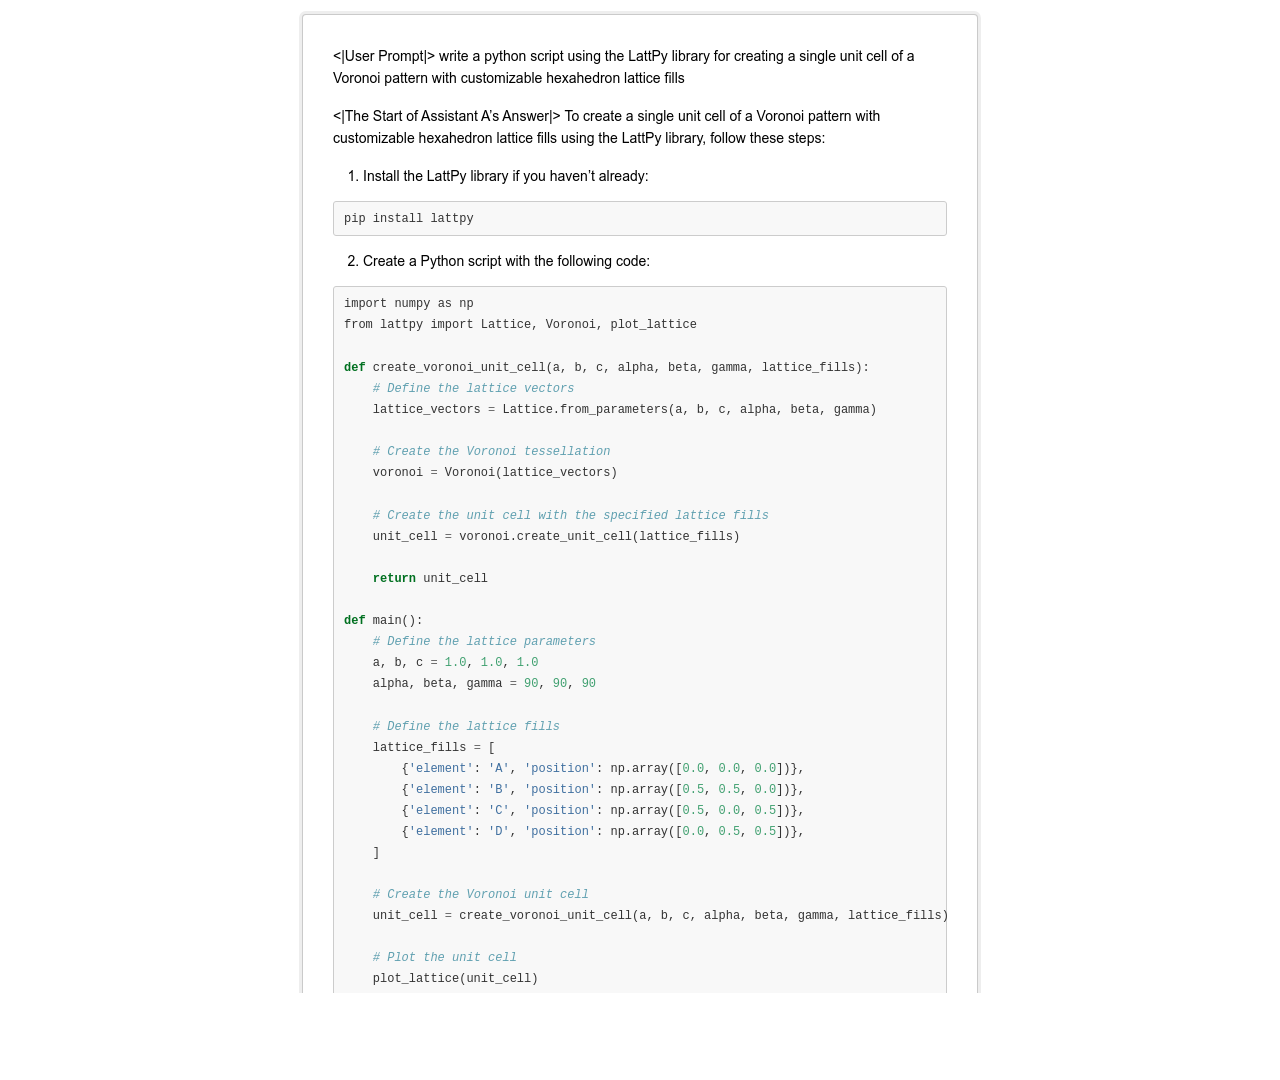 <|User Prompt|> write a python script using the LattPy library for creating a single unit cell of a
Voronoi pattern with customizable hexahedron lattice fills
<|The Start of Assistant A’s Answer|> To create a single unit cell of a Voronoi pattern with
customizable hexahedron lattice fills using the LattPy library, follow these steps:
1. Install the LattPy library if you haven’t already:
pip install lattpy
2. Create a Python script with the following code:
import numpy as np
from lattpy import Lattice, Voronoi, plot_lattice
def create_voronoi_unit_cell(a, b, c, alpha, beta, gamma, lattice_fills):
    # Define the lattice vectors
    lattice_vectors = Lattice.from_parameters(a, b, c, alpha, beta, gamma)
    # Create the Voronoi tessellation
    voronoi = Voronoi(lattice_vectors)
    # Create the unit cell with the specified lattice fills
    unit_cell = voronoi.create_unit_cell(lattice_fills)
    return unit_cell
def main():
    # Define the lattice parameters
    a, b, c = 1.0, 1.0, 1.0
    alpha, beta, gamma = 90, 90, 90
    # Define the lattice fills
    lattice_fills = [
        {'element': 'A', 'position': np.array([0.0, 0.0, 0.0])},
        {'element': 'B', 'position': np.array([0.5, 0.5, 0.0])},
        {'element': 'C', 'position': np.array([0.5, 0.0, 0.5])},
        {'element': 'D', 'position': np.array([0.0, 0.5, 0.5])},
    ]
    # Create the Voronoi unit cell
    unit_cell = create_voronoi_unit_cell(a, b, c, alpha, beta, gamma, lattice_fills)
    # Plot the unit cell
    plot_lattice(unit_cell)